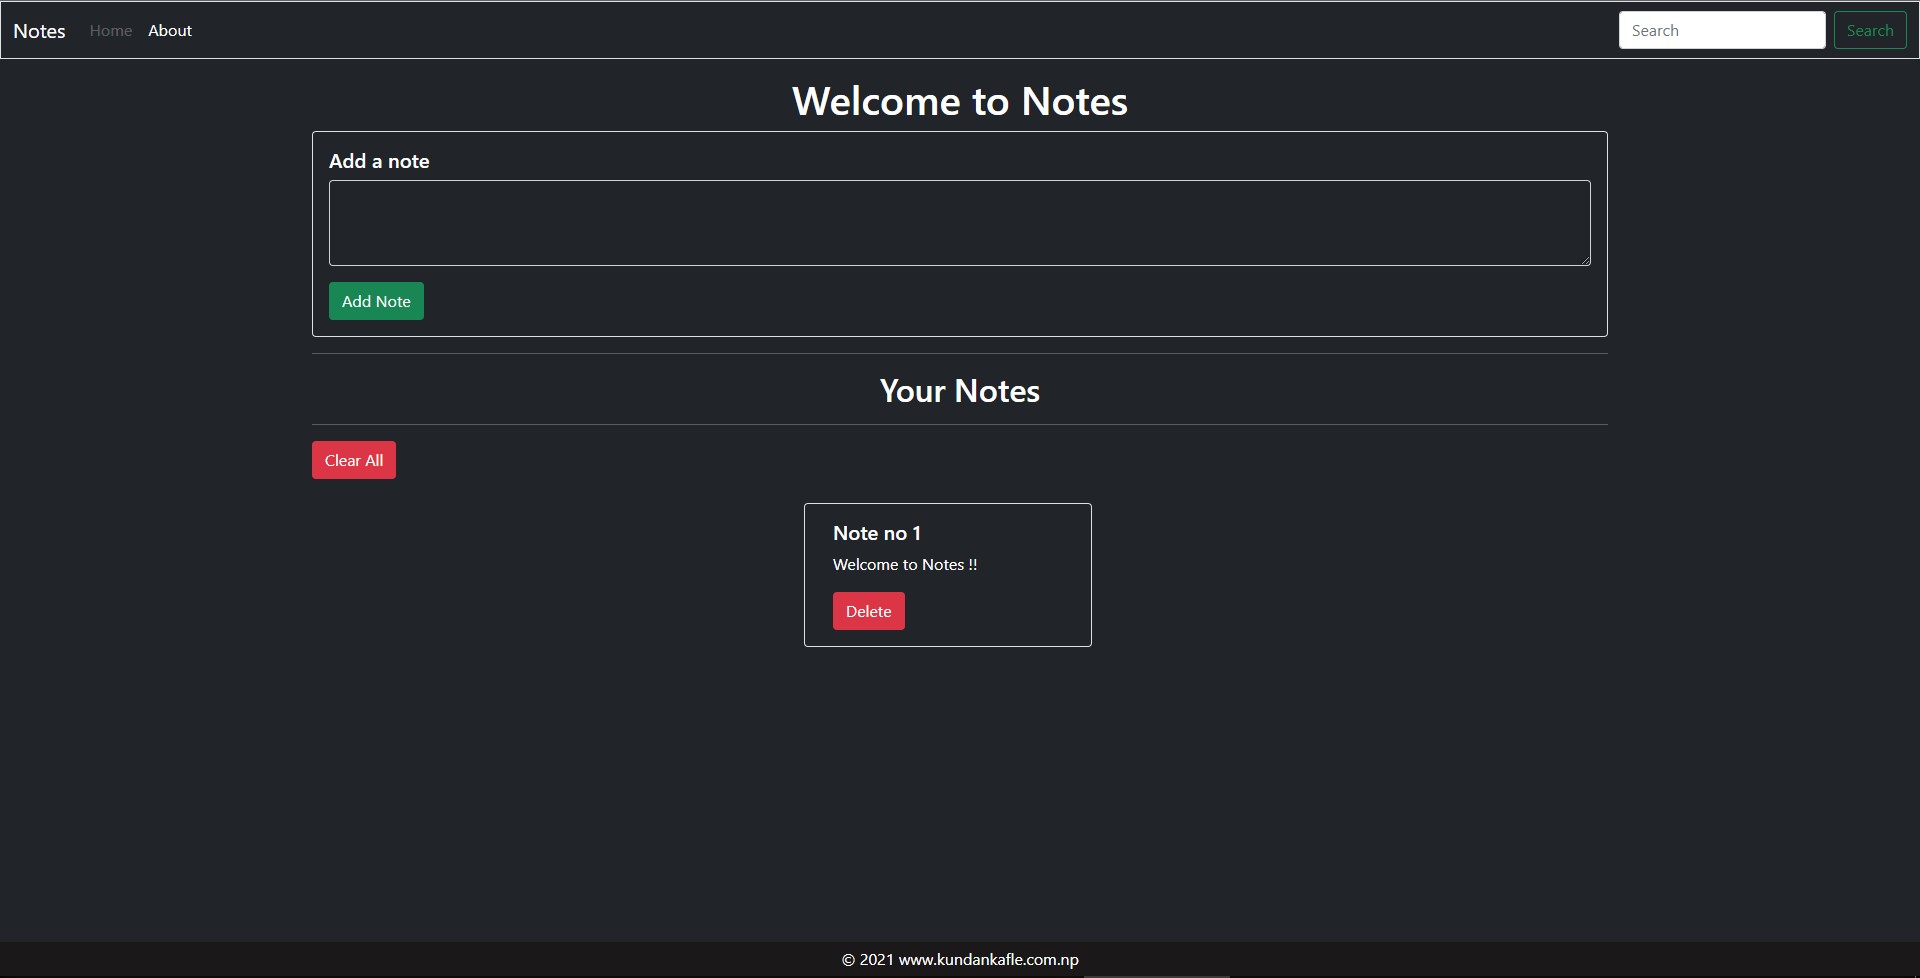 Notes Home About Search Search
Welcome to Notes
Add a note
Add Note
Your Notes
Clear All
Note no 1
Welcome to Notes !!
Delete
© 2021 www.kundankafle.com.np